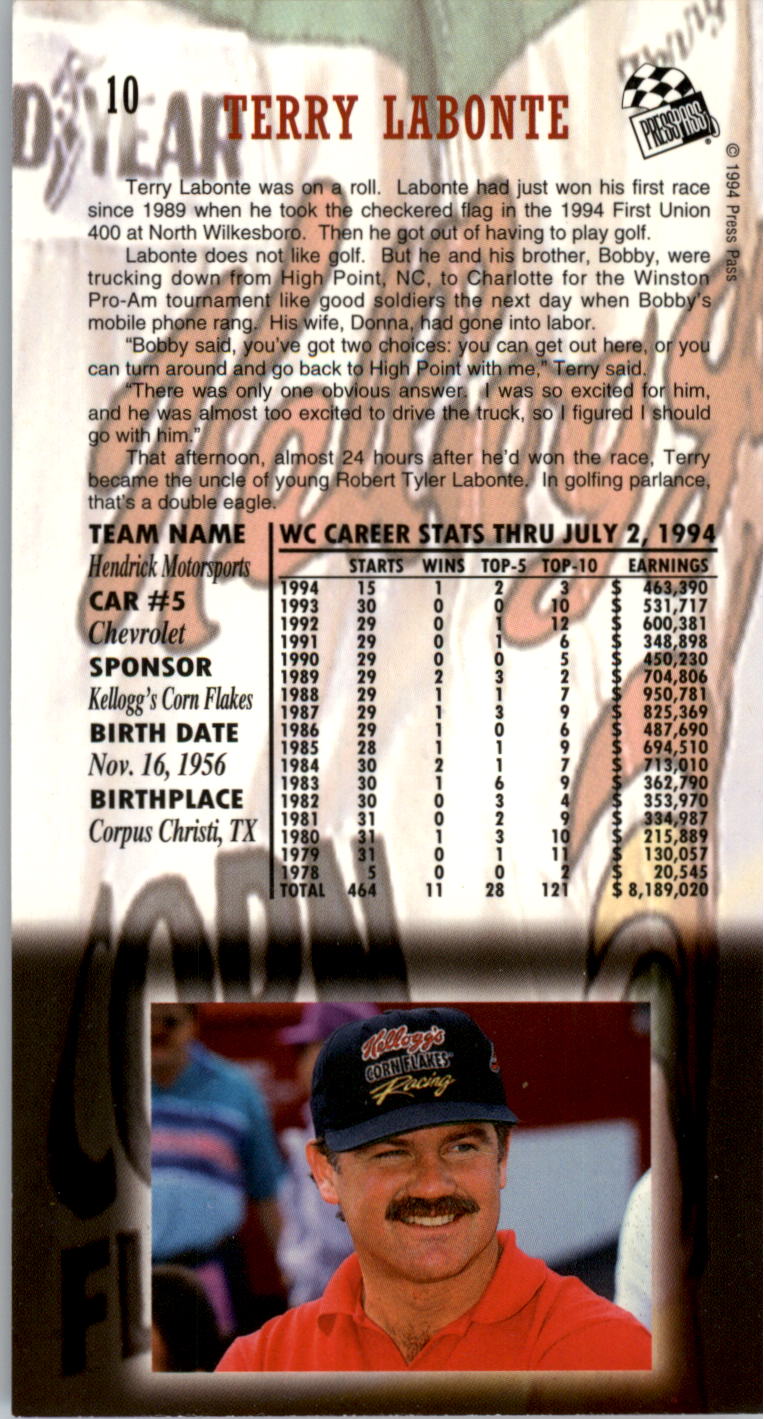 10
TERRY LABONTE
PRESS PASS
© 1994 Press Pass
Terry Labonte was on a roll. Labonte had just won his first race
since 1989 when he took the checkered flag in the 1994 First Union
400 at North Wilkesboro. Then he got out of having to play golf.
Labonte does not like golf. But he and his brother, Bobby, were
trucking down from High Point, NC, to Charlotte for the Winston
Pro-Am tournament like good soldiers the next day when Bobby's
mobile phone rang. His wife, Donna, had gone into labor.
"Bobby said, you've got two choices: you can get out here, or you
can turn around and go back to High Point with me," Terry said.
"There was only one obvious answer. I was so excited for him,
and he was almost too excited to drive the truck, so I figured I should
go with him."
That afternoon, almost 24 hours after he'd won the race, Terry
became the uncle of young Robert Tyler Labonte. In golfing parlance,
that's a double eagle.
TEAM NAME
Hendrick Motorsports
CAR #5
Chevrolet
SPONSOR
Kellogg's Corn Flakes
BIRTH DATE
Nov. 16, 1956
BIRTHPLACE
Corpus Christi, TX
WC CAREER STATS THRU JULY 2, 1994
STARTS WINS TOP-5 TOP-10 EARNINGS
1994 15 1 2 3 $ 463,390
1993 30 0 0 10 $ 531,717
1992 29 0 1 12 $ 600,381
1991 29 0 1 6 $ 348,898
1990 29 0 0 5 $ 450,230
1989 29 2 3 2 $ 704,806
1988 29 1 1 7 $ 950,781
1987 29 1 3 9 $ 825,369
1986 29 1 0 6 $ 487,690
1985 28 1 1 9 $ 694,510
1984 30 2 1 7 $ 713,010
1983 30 1 6 9 $ 362,790
1982 30 0 3 4 $ 353,970
1981 31 0 2 9 $ 334,987
1980 31 1 3 10 $ 215,889
1979 31 0 1 11 $ 130,057
1978 5 0 0 2 $ 20,545
TOTAL 464 11 28 121 $ 8,189,020
Kellogg's
CORN FLAKES
Racing